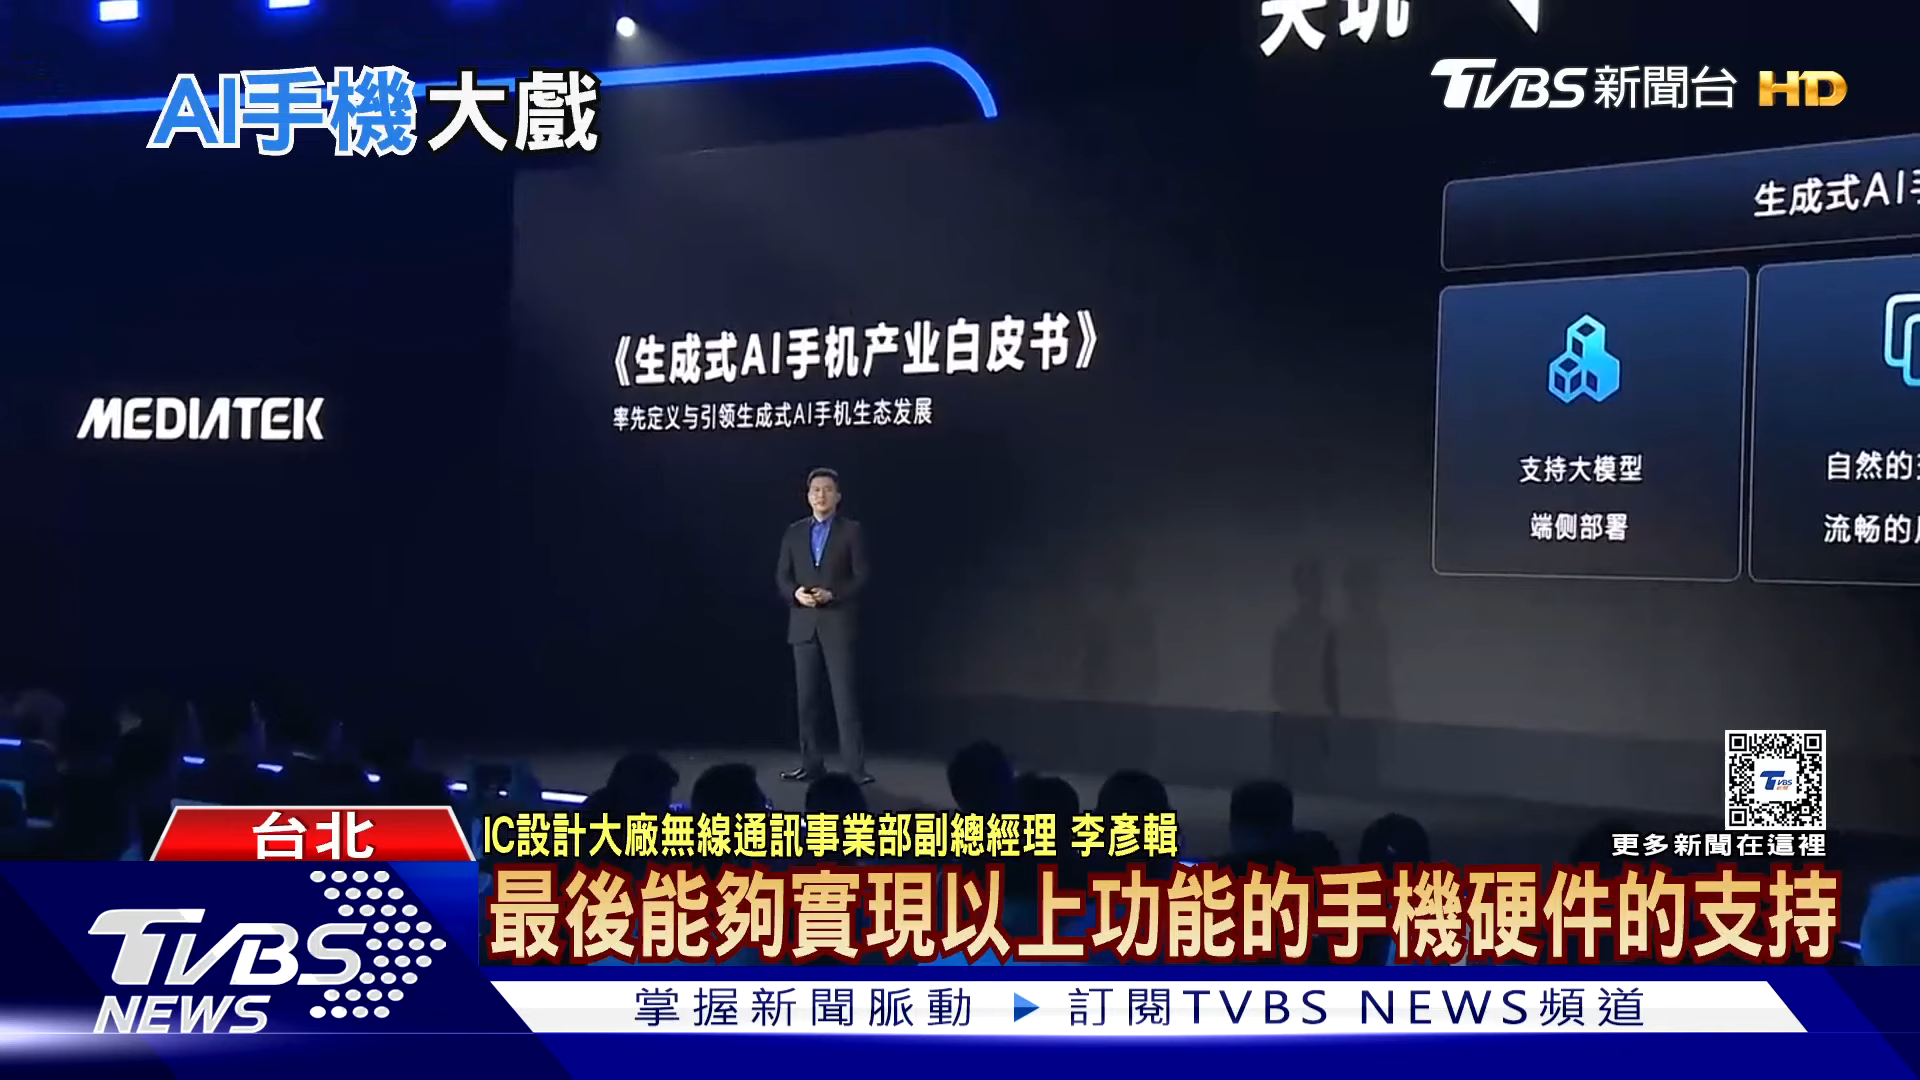 天玑
AI手機 大戲
TVBS新聞台 HD
生成式AI手
《生成式AI手机产业白皮书》
率先定义与引领生成式AI手机生态发展
MEDIATEK
支持大模型
端侧部署
自然的
流畅的
TVBS
更多新聞在這裡
台北
IC設計大廠無線通訊事業部副總經理 李彥輯
最後能夠實現以上功能的手機硬件的支持
TVBS
NEWS
掌握新聞脈動 ▶ 訂閱TVBS NEWS頻道